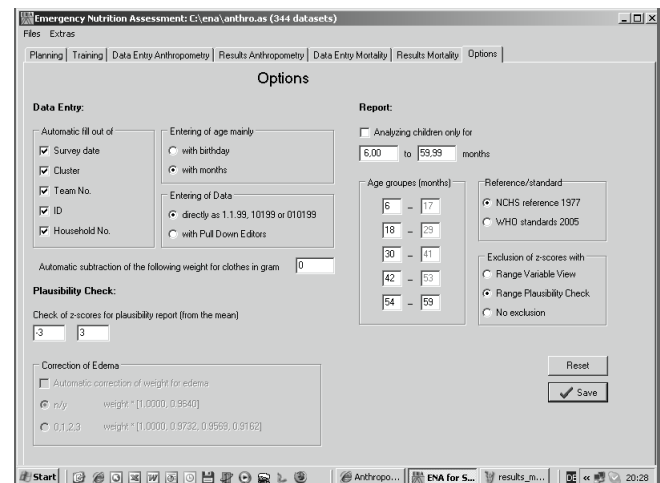 Emergency Nutrition Assessment: C:\ena\anthro.as (344 datasets)
Files Extras
Planning Training Data Entry Anthropometry Results Anthropometry Data Entry Mortality Results Mortality Options
Options
Data Entry:
Automatic fill out of
Survey date
Cluster
Team No.
ID
Household No.
Entering of age mainly
with birthday
with months
Entering of Data
directly as 1.1.99, 10199 or 010199
with Pull Down Editors
Automatic subtraction of the following weight for clothes in gram 0
Plausibility Check:
Check of z-scores for plausibility report (from the mean)
-3 3
Correction of Edema
Automatic correction of weight for edema
n/y weight * [1.0000, 0.9640]
0,1,2,3 weight * [1.0000, 0.9732, 0.9569, 0.9162]
Report:
Analyzing children only for
6,00 to 59,99 months
Age groupes (months)
6 - 17
18 - 29
30 - 41
42 - 53
54 - 59
Reference/standard
NCHS reference 1977
WHO standards 2005
Exclusion of z-scores with
Range Variable View
Range Plausibility Check
No exclusion
Reset
Save
Start Anthropo... ENA for S... results_m... DE « 20:28